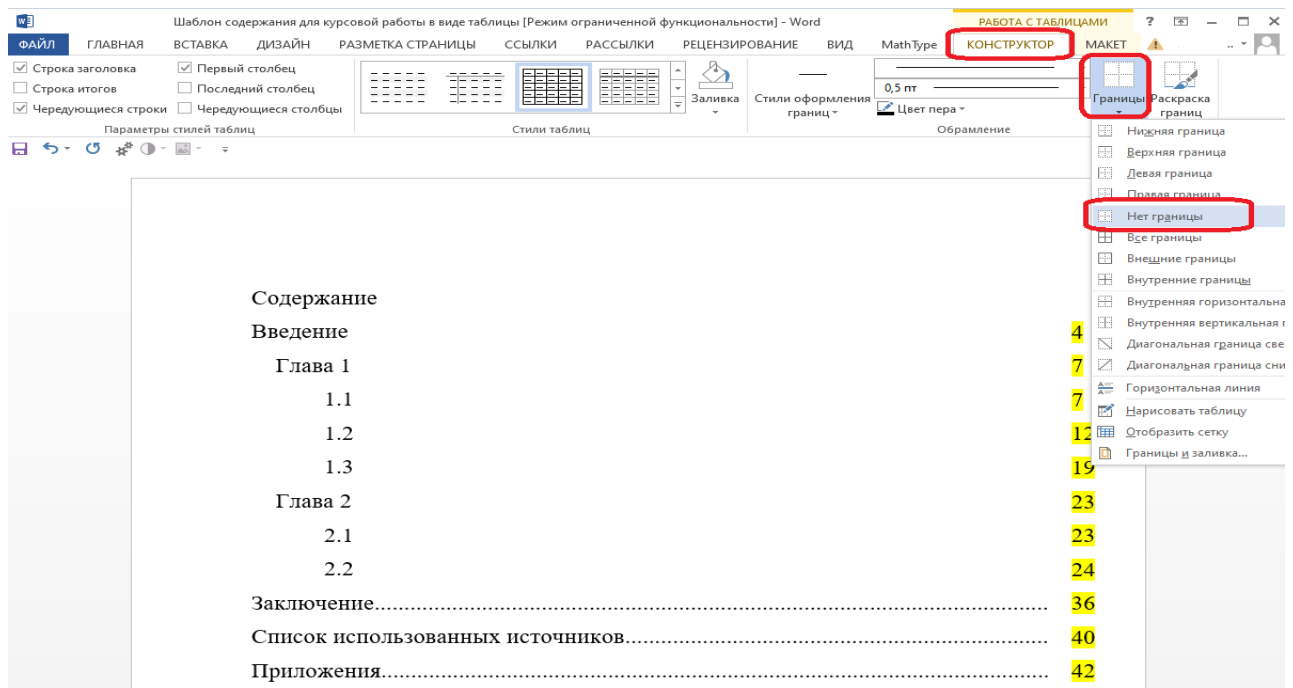 Шаблон содержания для курсовой работы в виде таблицы [Режим ограниченной функциональности] - Word
РАБОТА С ТАБЛИЦАМИ
?
ФАЙЛ ГЛАВНАЯ ВСТАВКА ДИЗАЙН РАЗМЕТКА СТРАНИЦЫ ССЫЛКИ РАССЫЛКИ РЕЦЕНЗИРОВАНИЕ ВИД MathType КОНСТРУКТОР МАКЕТ
Строка заголовка Первый столбец
Строка итогов Последний столбец
Чередующиеся строки Чередующиеся столбцы
Параметры стилей таблиц
Стили таблиц
Заливка
Стили оформления
границ
0,5 пт
Цвет пера
Обрамление
Границы
Раскраска
границ
Нижняя граница
Верхняя граница
Левая граница
Правая граница
Нет границы
Все границы
Внешние границы
Внутренние границы
Внутренняя горизонтальна
Внутренняя вертикальная г
Диагональная граница све
Диагональная граница сни
Горизонтальная линия
Нарисовать таблицу
Отобразить сетку
Границы и заливка...
Содержание
Введение 4
Глава 1 7
1.1 7
1.2 12
1.3 19
Глава 2 23
2.1 23
2.2 24
Заключение........................................................................ 36
Список использованных источников............................................ 40
Приложения........................................................................ 42